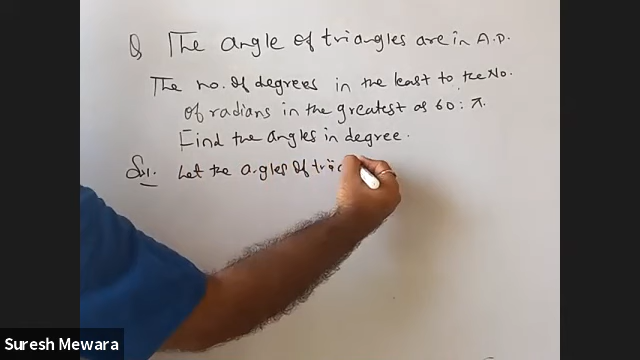 Q The angle of triangles are in A.P.
The no. of degrees in the least to the No.
of radians in the greatest as 60 : π.
Find the angles in degree.
Sol. Let the angles of tria
Suresh Mewara